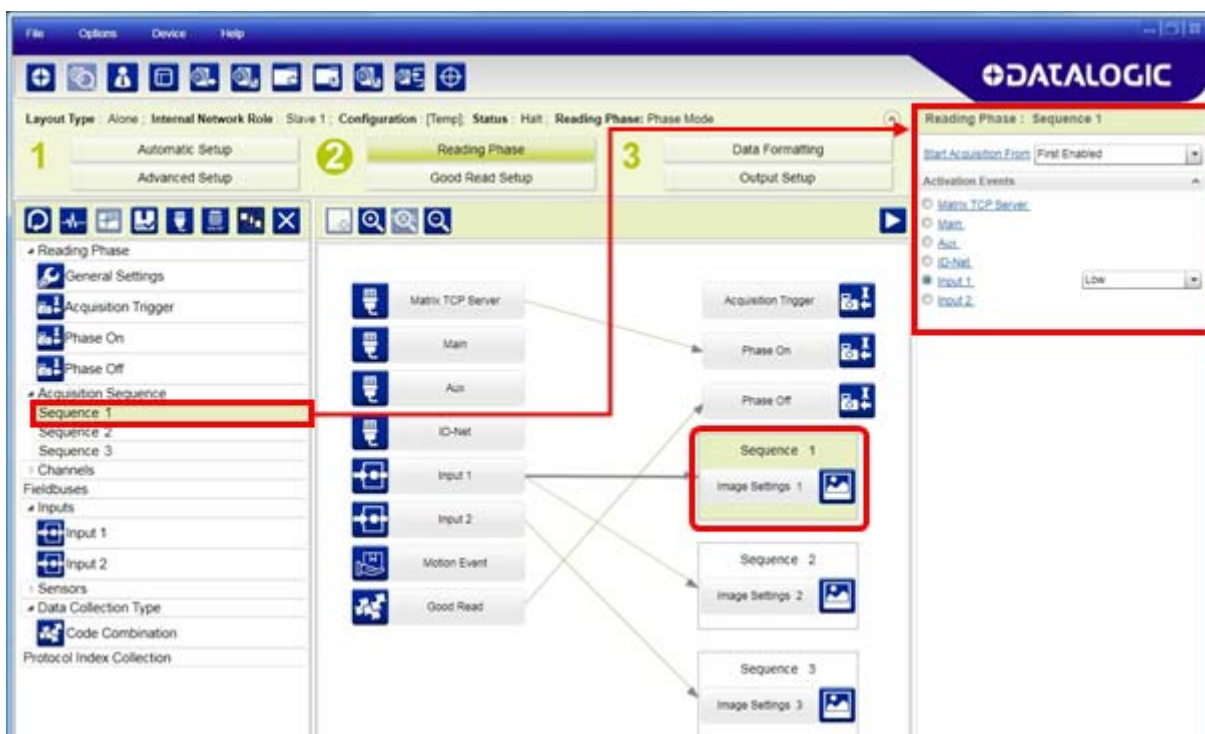 File Options Device Help
DATALOGIC
Layout Type : Alone ; Internal Network Role : Slave 1 ; Configuration : [Temp]; Status : Halt ; Reading Phase: Phase Mode
1
Automatic Setup
Advanced Setup
2
Reading Phase
Good Read Setup
3
Data Formatting
Output Setup
Reading Phase
General Settings
Acquisition Trigger
Phase On
Phase Off
Acquisition Sequence
Sequence 1
Sequence 2
Sequence 3
Channels
Fieldbuses
Inputs
Input 1
Input 2
Sensors
Data Collection Type
Code Combination
Protocol Index Collection
Matrix TCP Server
Main
Aux
ID-Net
Input 1
Input 2
Motion Event
Good Read
Acquisition Trigger
Phase On
Phase Off
Sequence 1
Image Settings 1
Sequence 2
Image Settings 2
Sequence 3
Image Settings 3
Reading Phase : Sequence 1
Start Acquisition From First Enabled
Activation Events
Matrix TCP Server
Main
Aux
ID-Net
Input 1 Low
Input 2